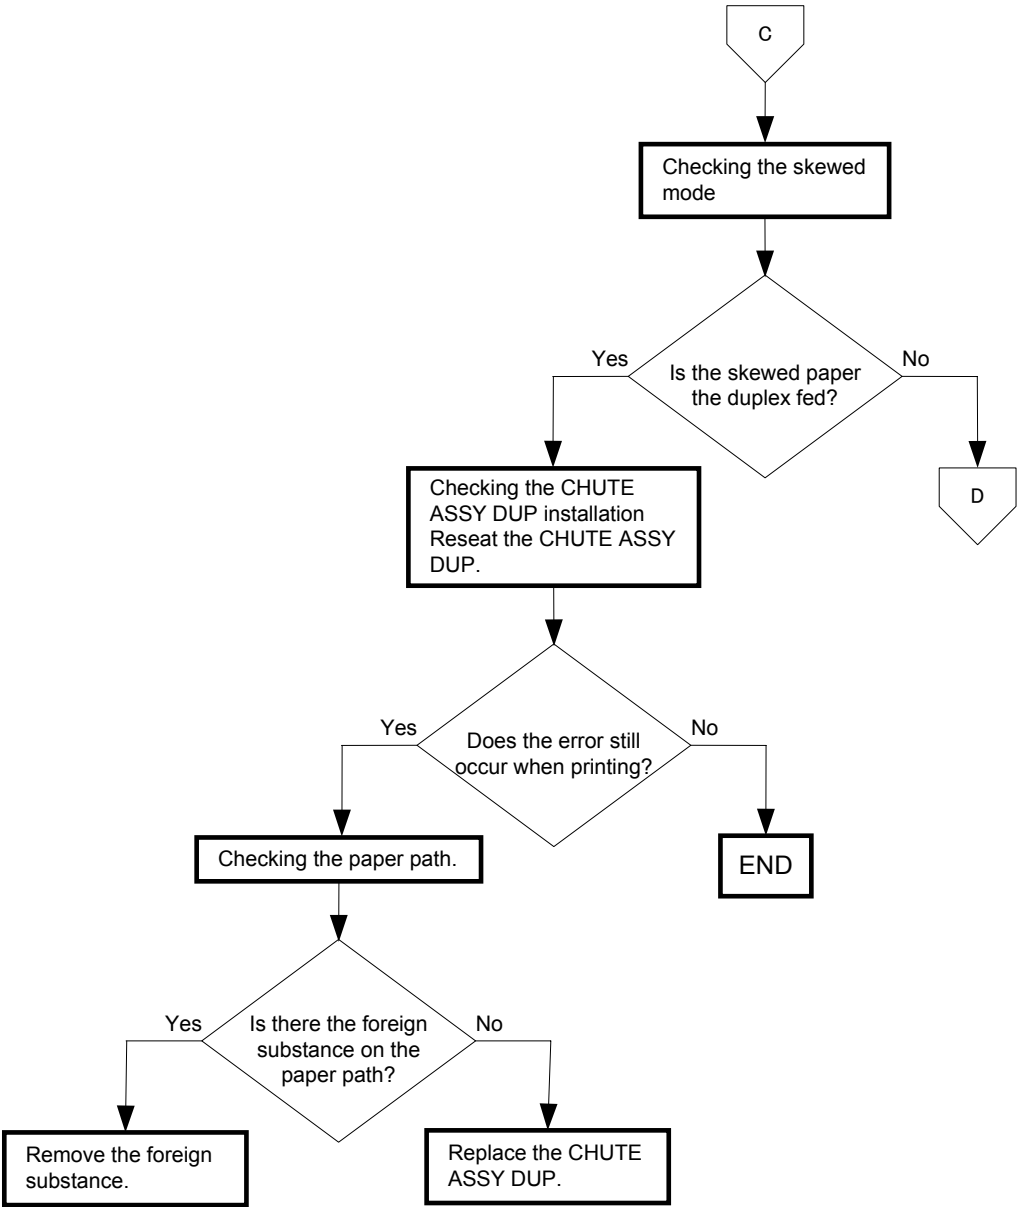 C
Checking the skewed
mode
Yes
No
Is the skewed paper
the duplex fed?
Checking the CHUTE
ASSY DUP installation
Reseat the CHUTE ASSY
DUP.
D
Yes
No
Does the error still
occur when printing?
Checking the paper path.
END
Yes
No
Is there the foreign
substance on the
paper path?
Remove the foreign
substance.
Replace the CHUTE
ASSY DUP.